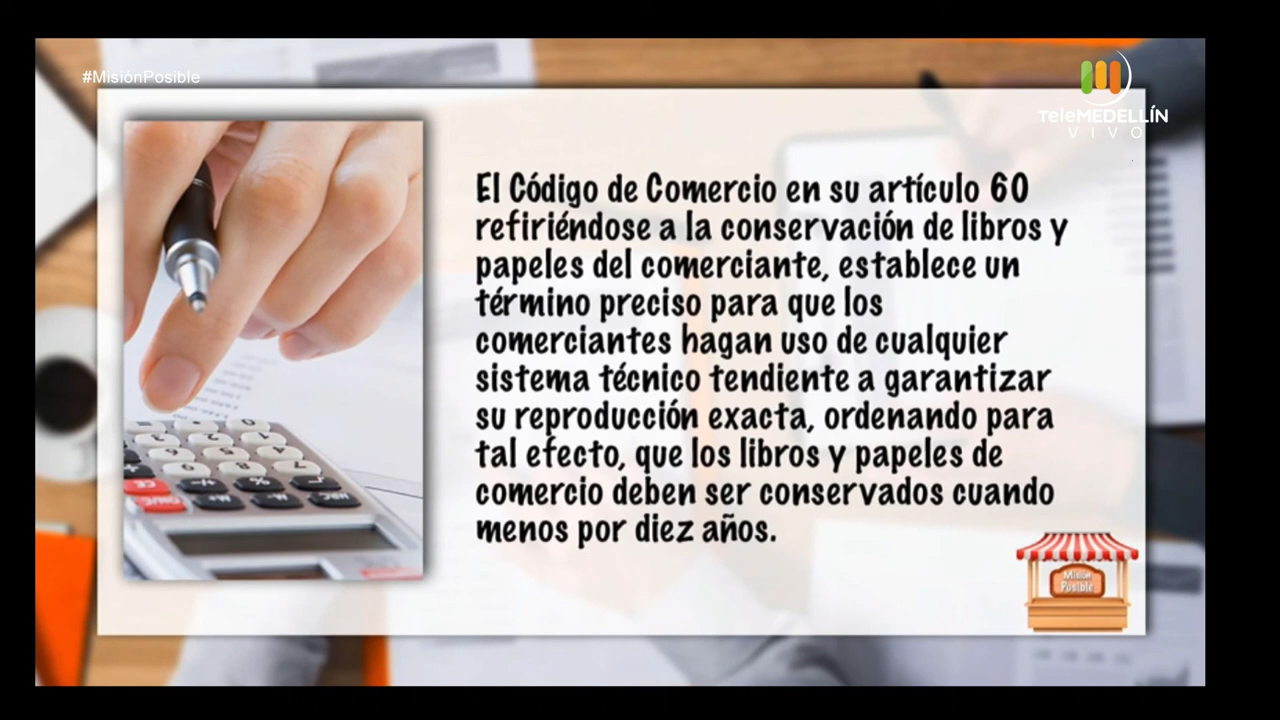 #MisiónPosible
TeleMEDELLÍN
VIVO
El Código de Comercio en su artículo 60
refiriéndose a la conservación de libros y
papeles del comerciante, establece un
término preciso para que los
comerciantes hagan uso de cualquier
sistema técnico tendiente a garantizar
su reproducción exacta, ordenando para
tal efecto, que los libros y papeles de
comercio deben ser conservados cuando
menos por diez años.
Misión
Posible